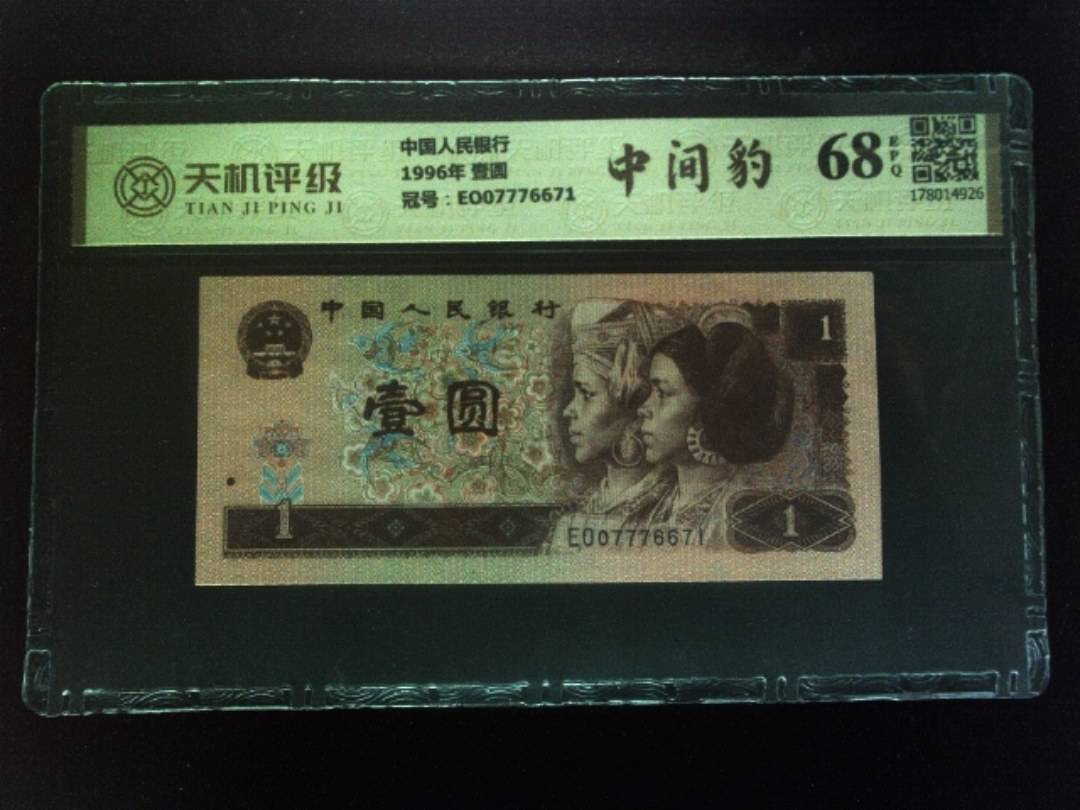 天机评级
TIAN JI PING JI
中国人民银行
1996年 壹圆
冠号：EO07776671
中间豹
68
EPQ
178014926
中国人民银行
1
壹圆
1
EO07776671
1